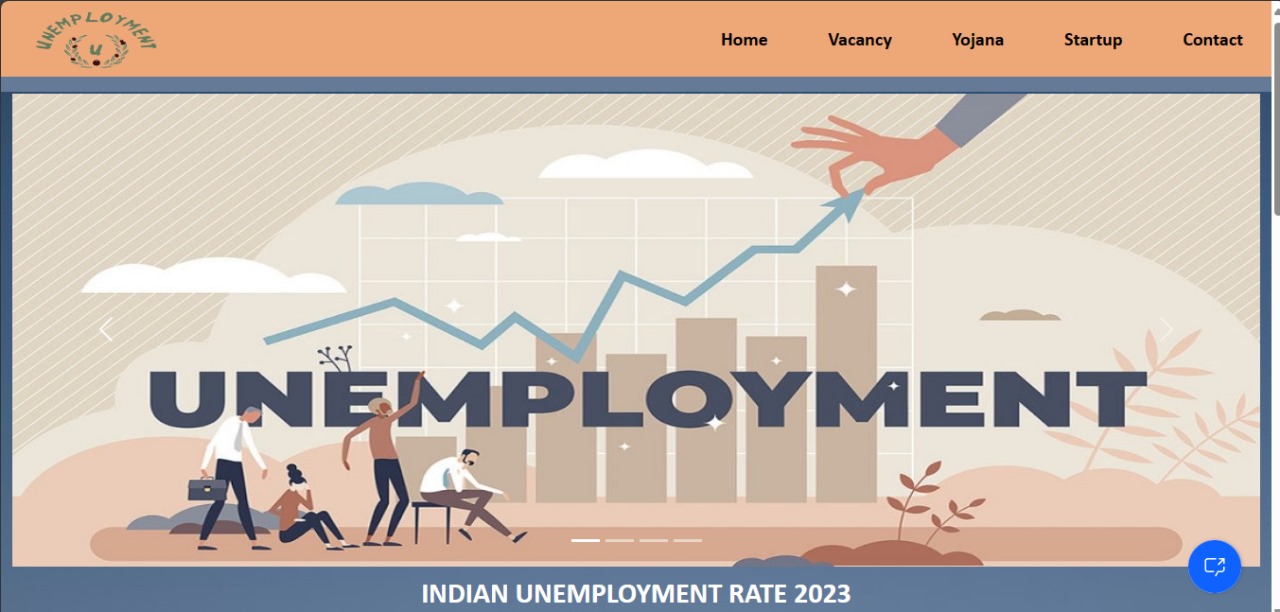 UNEMPLOYMENT
U
Home Vacancy Yojana Startup Contact
UNEMPLOYMENT
INDIAN UNEMPLOYMENT RATE 2023